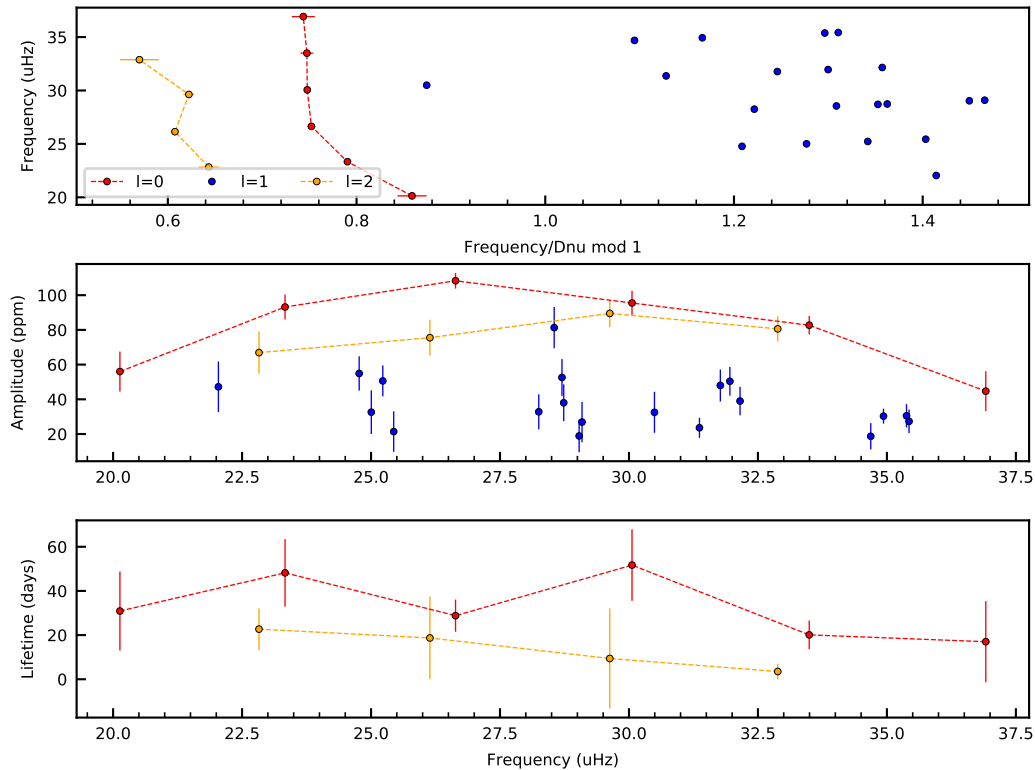 Frequency (uHz)
35
30
25
20
l=0 l=1 l=2
0.6 0.8 1.0 1.2 1.4
Frequency/Dnu mod 1
Amplitude (ppm)
100
80
60
40
20
20.0 22.5 25.0 27.5 30.0 32.5 35.0 37.5
Lifetime (days)
60
40
20
0
20.0 22.5 25.0 27.5 30.0 32.5 35.0 37.5
Frequency (uHz)